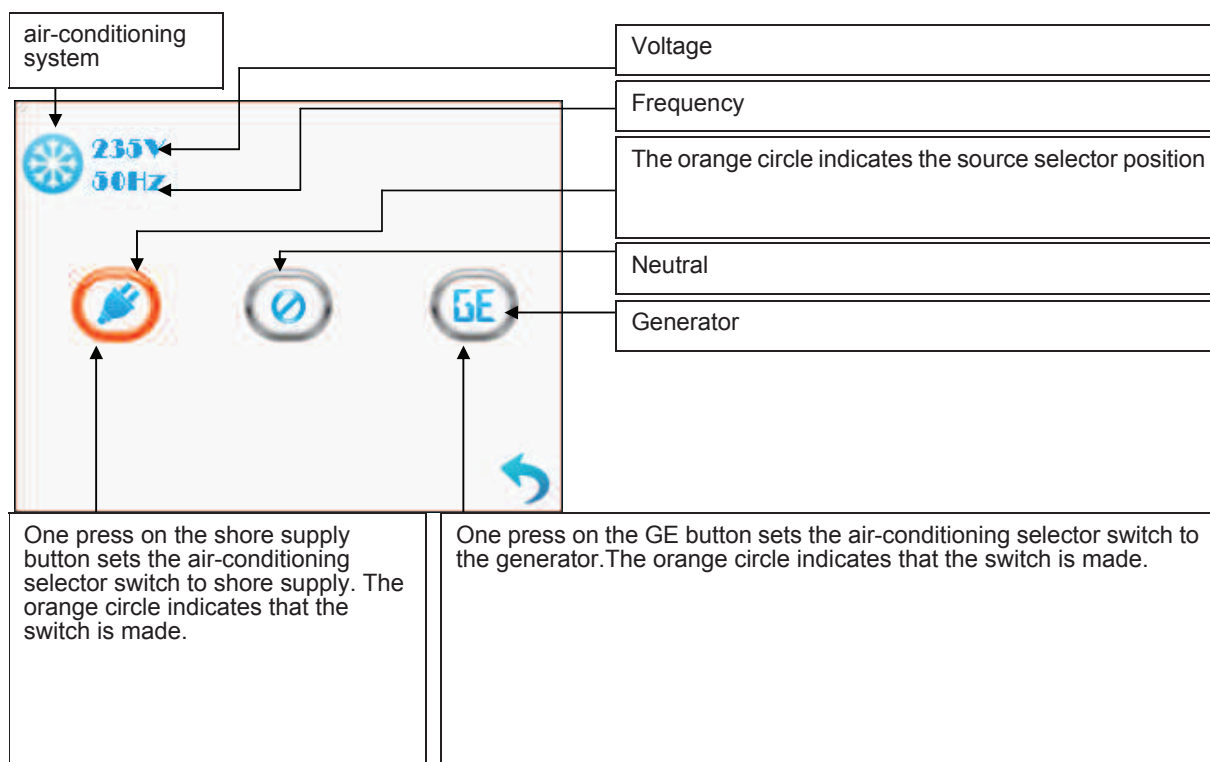 air-conditioning
system
Voltage
Frequency
The orange circle indicates the source selector position
Neutral
Generator
235V
50Hz
GE
One press on the shore supply
button sets the air-conditioning
selector switch to shore supply. The
orange circle indicates that the
switch is made.
One press on the GE button sets the air-conditioning selector switch to
the generator.The orange circle indicates that the switch is made.